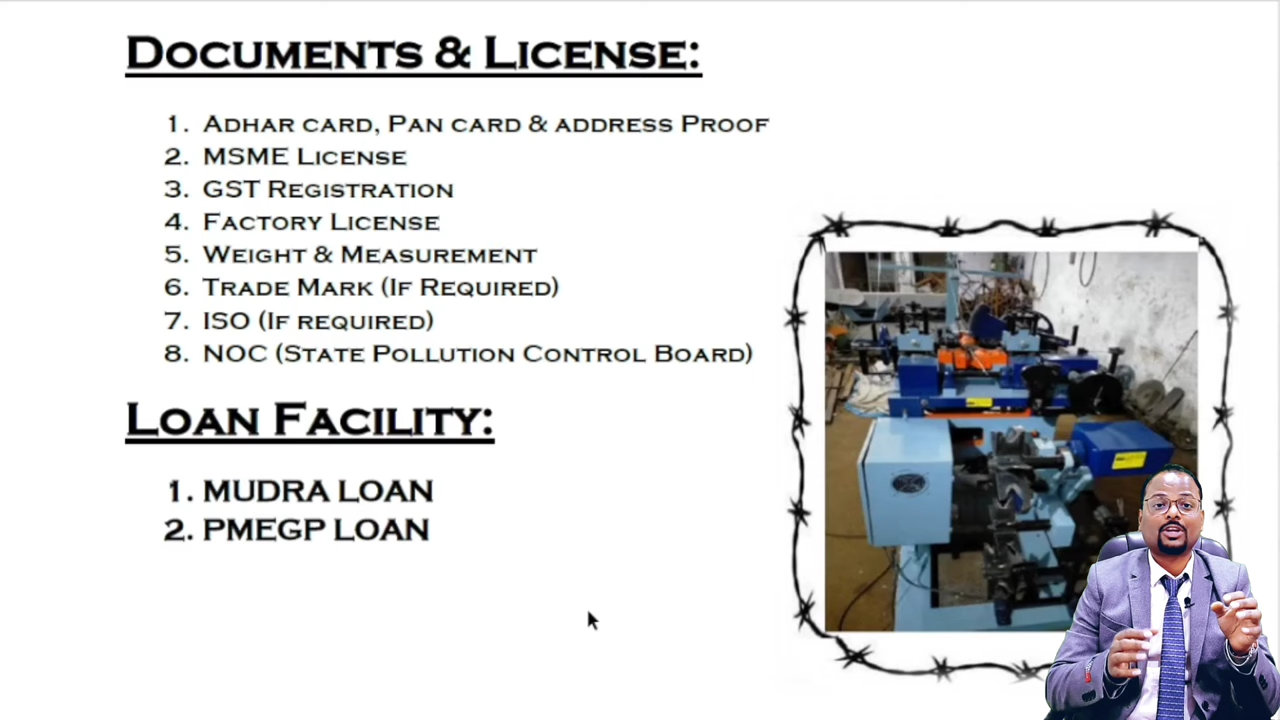 DOCUMENTS & LICENSE:
1. ADHAR CARD, PAN CARD & ADDRESS PROOF
2. MSME LICENSE
3. GST REGISTRATION
4. FACTORY LICENSE
5. WEIGHT & MEASUREMENT
6. TRADE MARK (IF REQUIRED)
7. ISO (IF REQUIRED)
8. NOC (STATE POLLUTION CONTROL BOARD)
LOAN FACILITY:
1. MUDRA LOAN
2. PMEGP LOAN